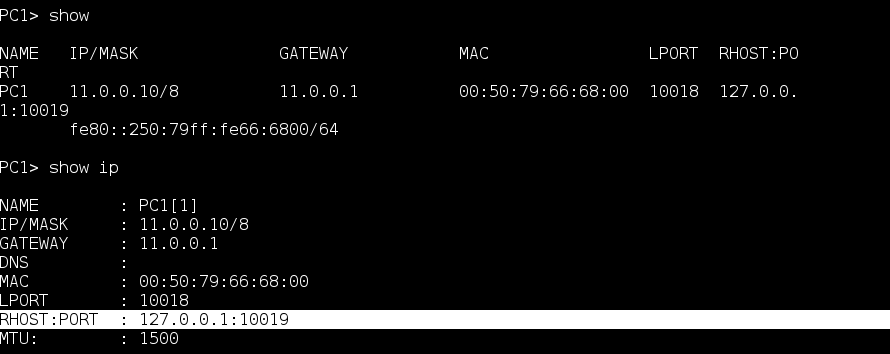 PC1> show
NAME   IP/MASK              GATEWAY           MAC                LPORT  RHOST:PO
RT
PC1    11.0.0.10/8          11.0.0.1          00:50:79:66:68:00  10018  127.0.0.
1:10019
       fe80::250:79ff:fe66:6800/64
PC1> show ip
NAME        : PC1[1]
IP/MASK     : 11.0.0.10/8
GATEWAY     : 11.0.0.1
DNS         :
MAC         : 00:50:79:66:68:00
LPORT       : 10018
RHOST:PORT  : 127.0.0.1:10019
MTU:        : 1500